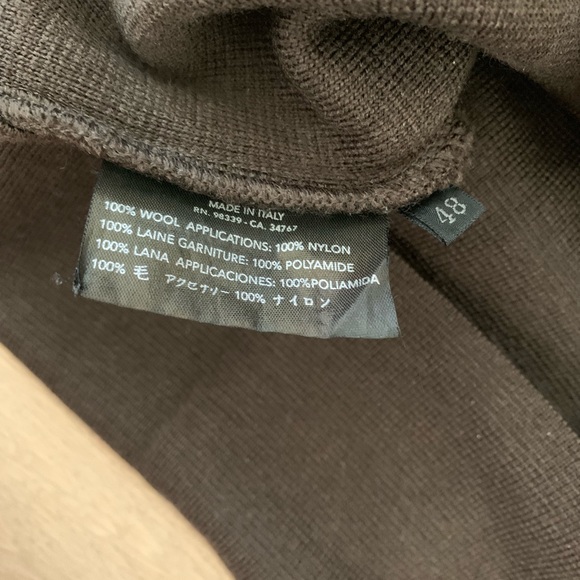 MADE IN ITALY
RN. 98339 - CA. 34767
100% WOOL APPLICATIONS: 100% NYLON
100% LAINE GARNITURE: 100% POLYAMIDE
100% LANA APPLICACIONES: 100%POLIAMIDA
100% 毛 アクセサリー 100% ナイロン
48